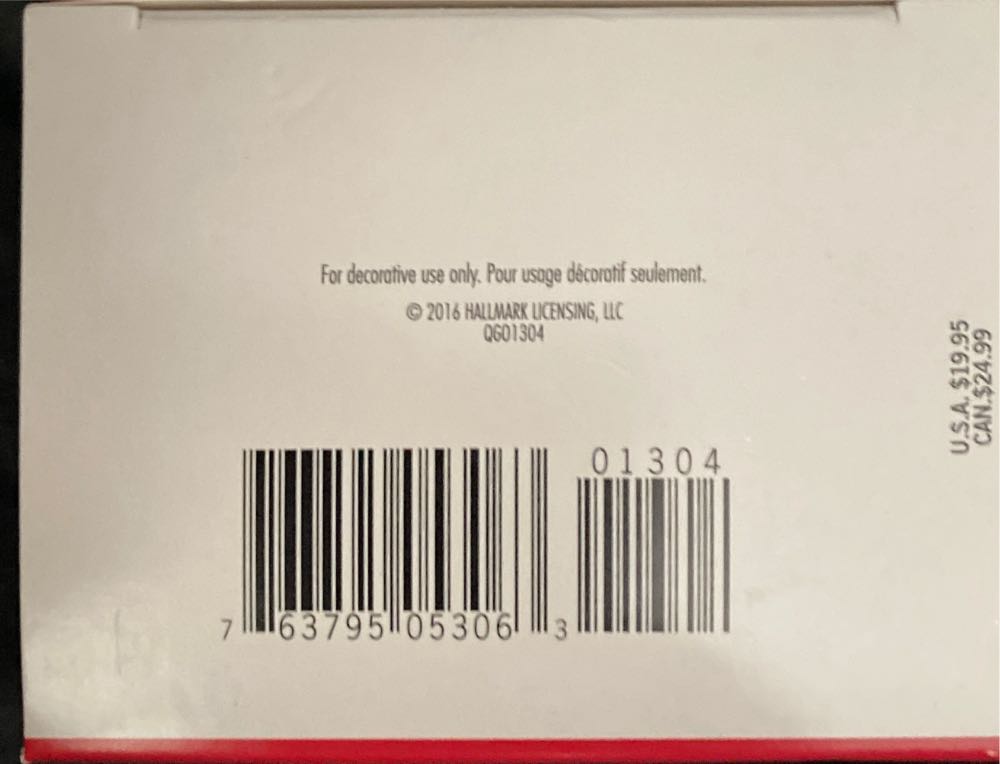 For decorative use only. Pour usage décoratif seulement.
© 2016 HALLMARK LICENSING, LLC
QGO1304
U.S.A. $19.95
CAN.$24.99
01304
7 63795 05306 3